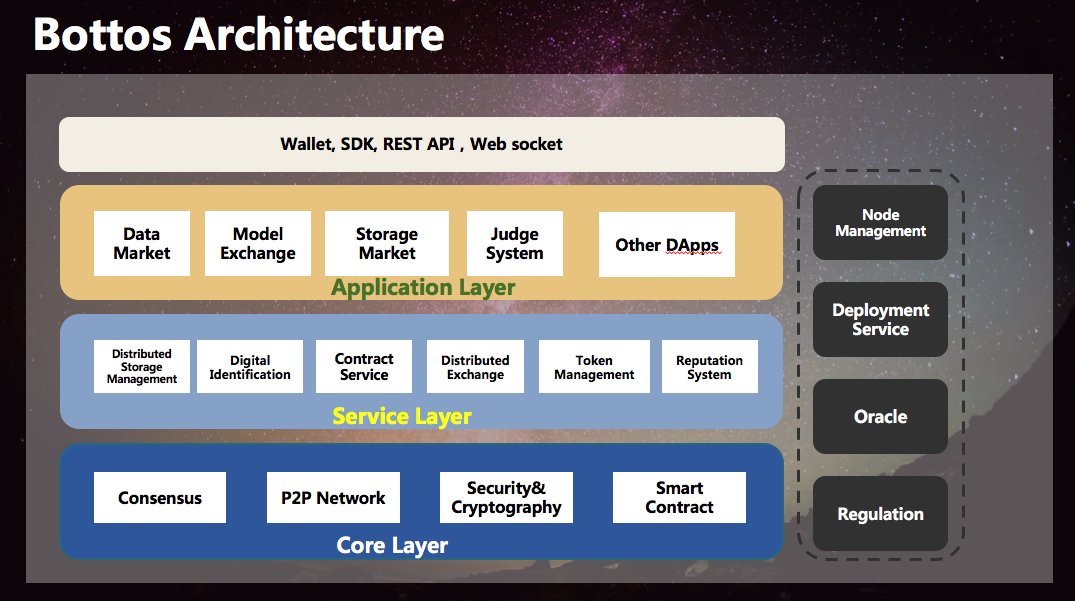 Bottos Architecture
Wallet, SDK, REST API , Web socket
Data
Market
Model
Exchange
Storage
Market
Judge
System
Other DApps
Application Layer
Distributed
Storage
Management
Digital
Identification
Contract
Service
Distributed
Exchange
Token
Management
Reputation
System
Service Layer
Consensus
P2P Network
Security&
Cryptography
Smart
Contract
Core Layer
Node
Management
Deployment
Service
Oracle
Regulation